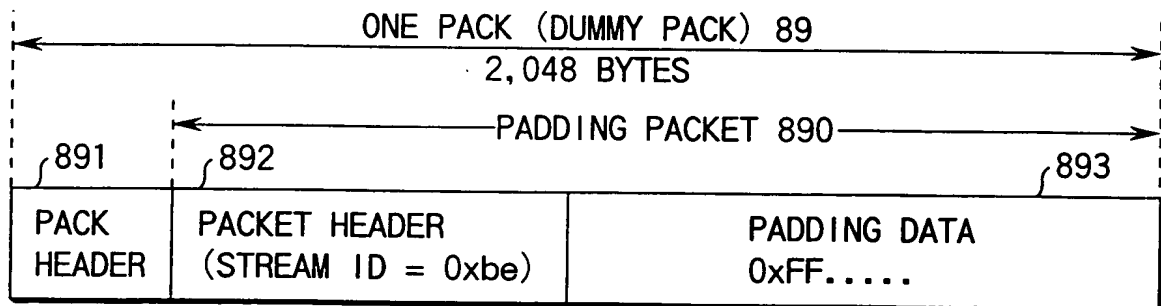 ONE PACK (DUMMY PACK) 89
2,048 BYTES
PADDING PACKET 890
891
892
893
PACK
HEADER
PACKET HEADER
(STREAM ID = 0xbe)
PADDING DATA
0xFF.....